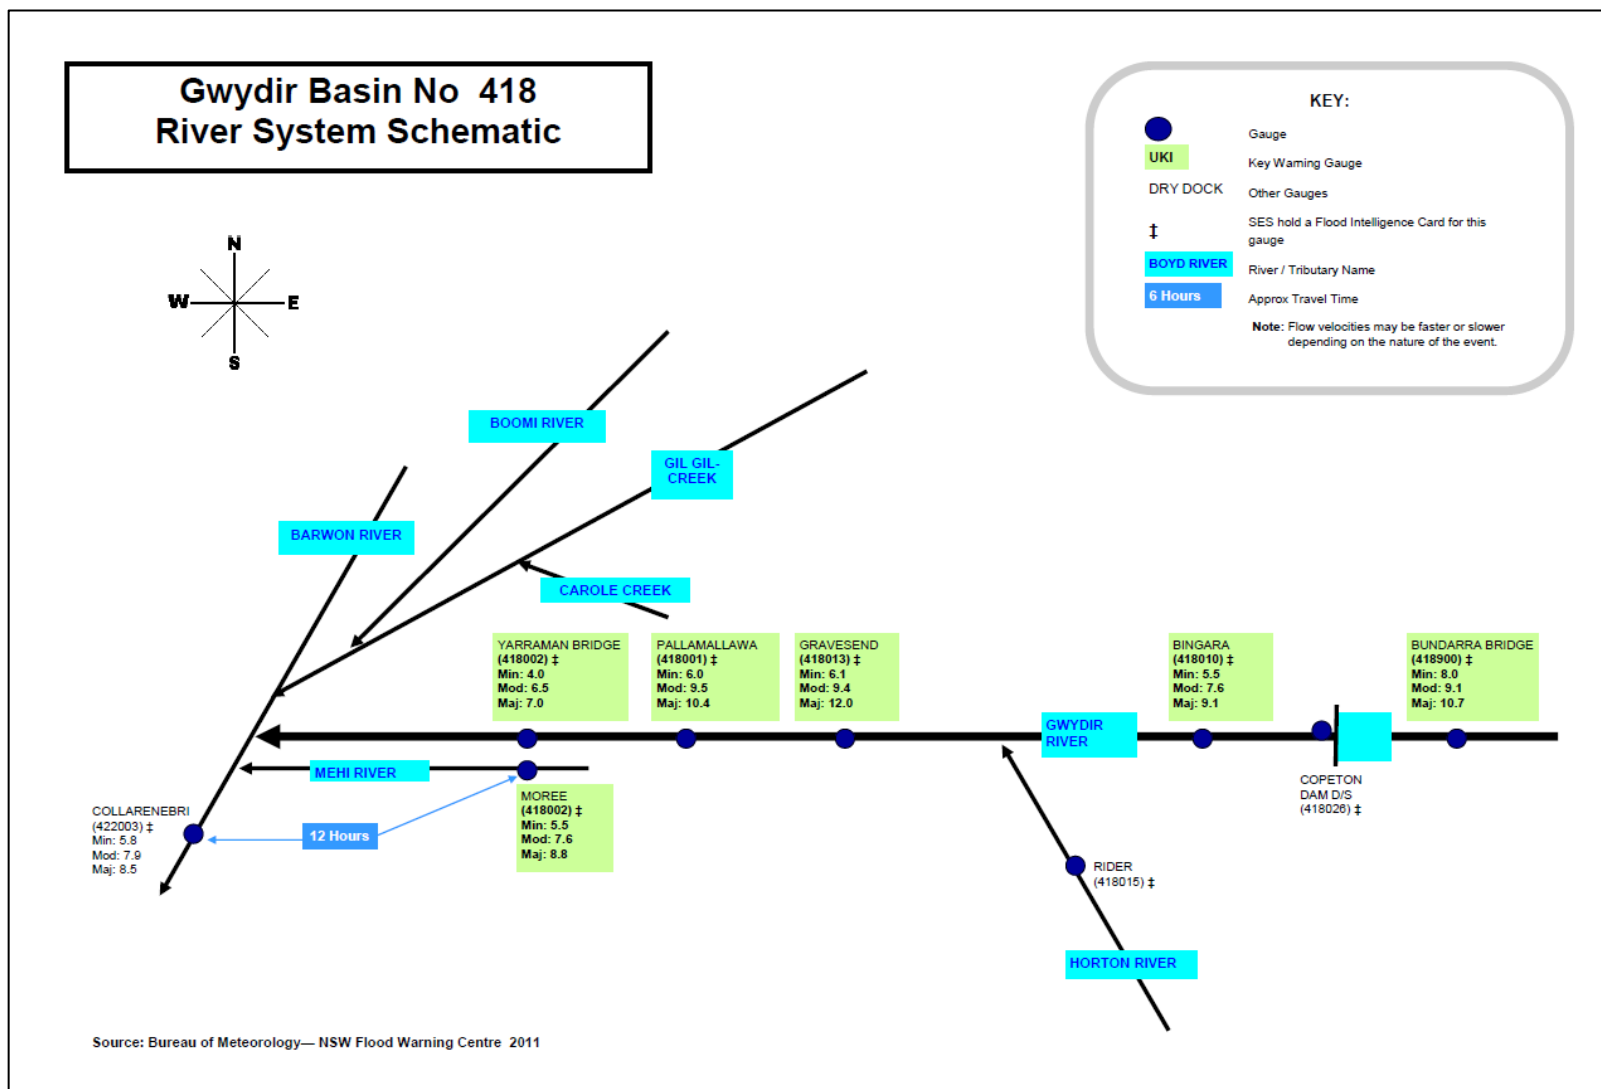 Gwydir Basin No 418
River System Schematic
KEY:
Gauge
UKI
Key Warning Gauge
DRY DOCK
Other Gauges
‡
SES hold a Flood Intelligence Card for this
gauge
BOYD RIVER
River / Tributary Name
6 Hours
Approx Travel Time
Note: Flow velocities may be faster or slower
depending on the nature of the event.
N
W
E
S
BOOMI RIVER
GIL GIL-
CREEK
BARWON RIVER
CAROLE CREEK
YARRAMAN BRIDGE
(418002) ‡
Min: 4.0
Mod: 6.5
Maj: 7.0
PALLAMALLAWA
(418001) ‡
Min: 6.0
Mod: 9.5
Maj: 10.4
GRAVESEND
(418013) ‡
Min: 6.1
Mod: 9.4
Maj: 12.0
BINGARA
(418010) ‡
Min: 5.5
Mod: 7.6
Maj: 9.1
BUNDARRA BRIDGE
(418900) ‡
Min: 8.0
Mod: 9.1
Maj: 10.7
GWYDIR
RIVER
MEHI RIVER
COPETON
DAM D/S
(418026) ‡
MOREE
(418002) ‡
Min: 5.5
Mod: 7.6
Maj: 8.8
COLLARENEBRI
(422003) ‡
Min: 5.8
Mod: 7.9
Maj: 8.5
12 Hours
RIDER
(418015) ‡
HORTON RIVER
Source: Bureau of Meteorology— NSW Flood Warning Centre 2011